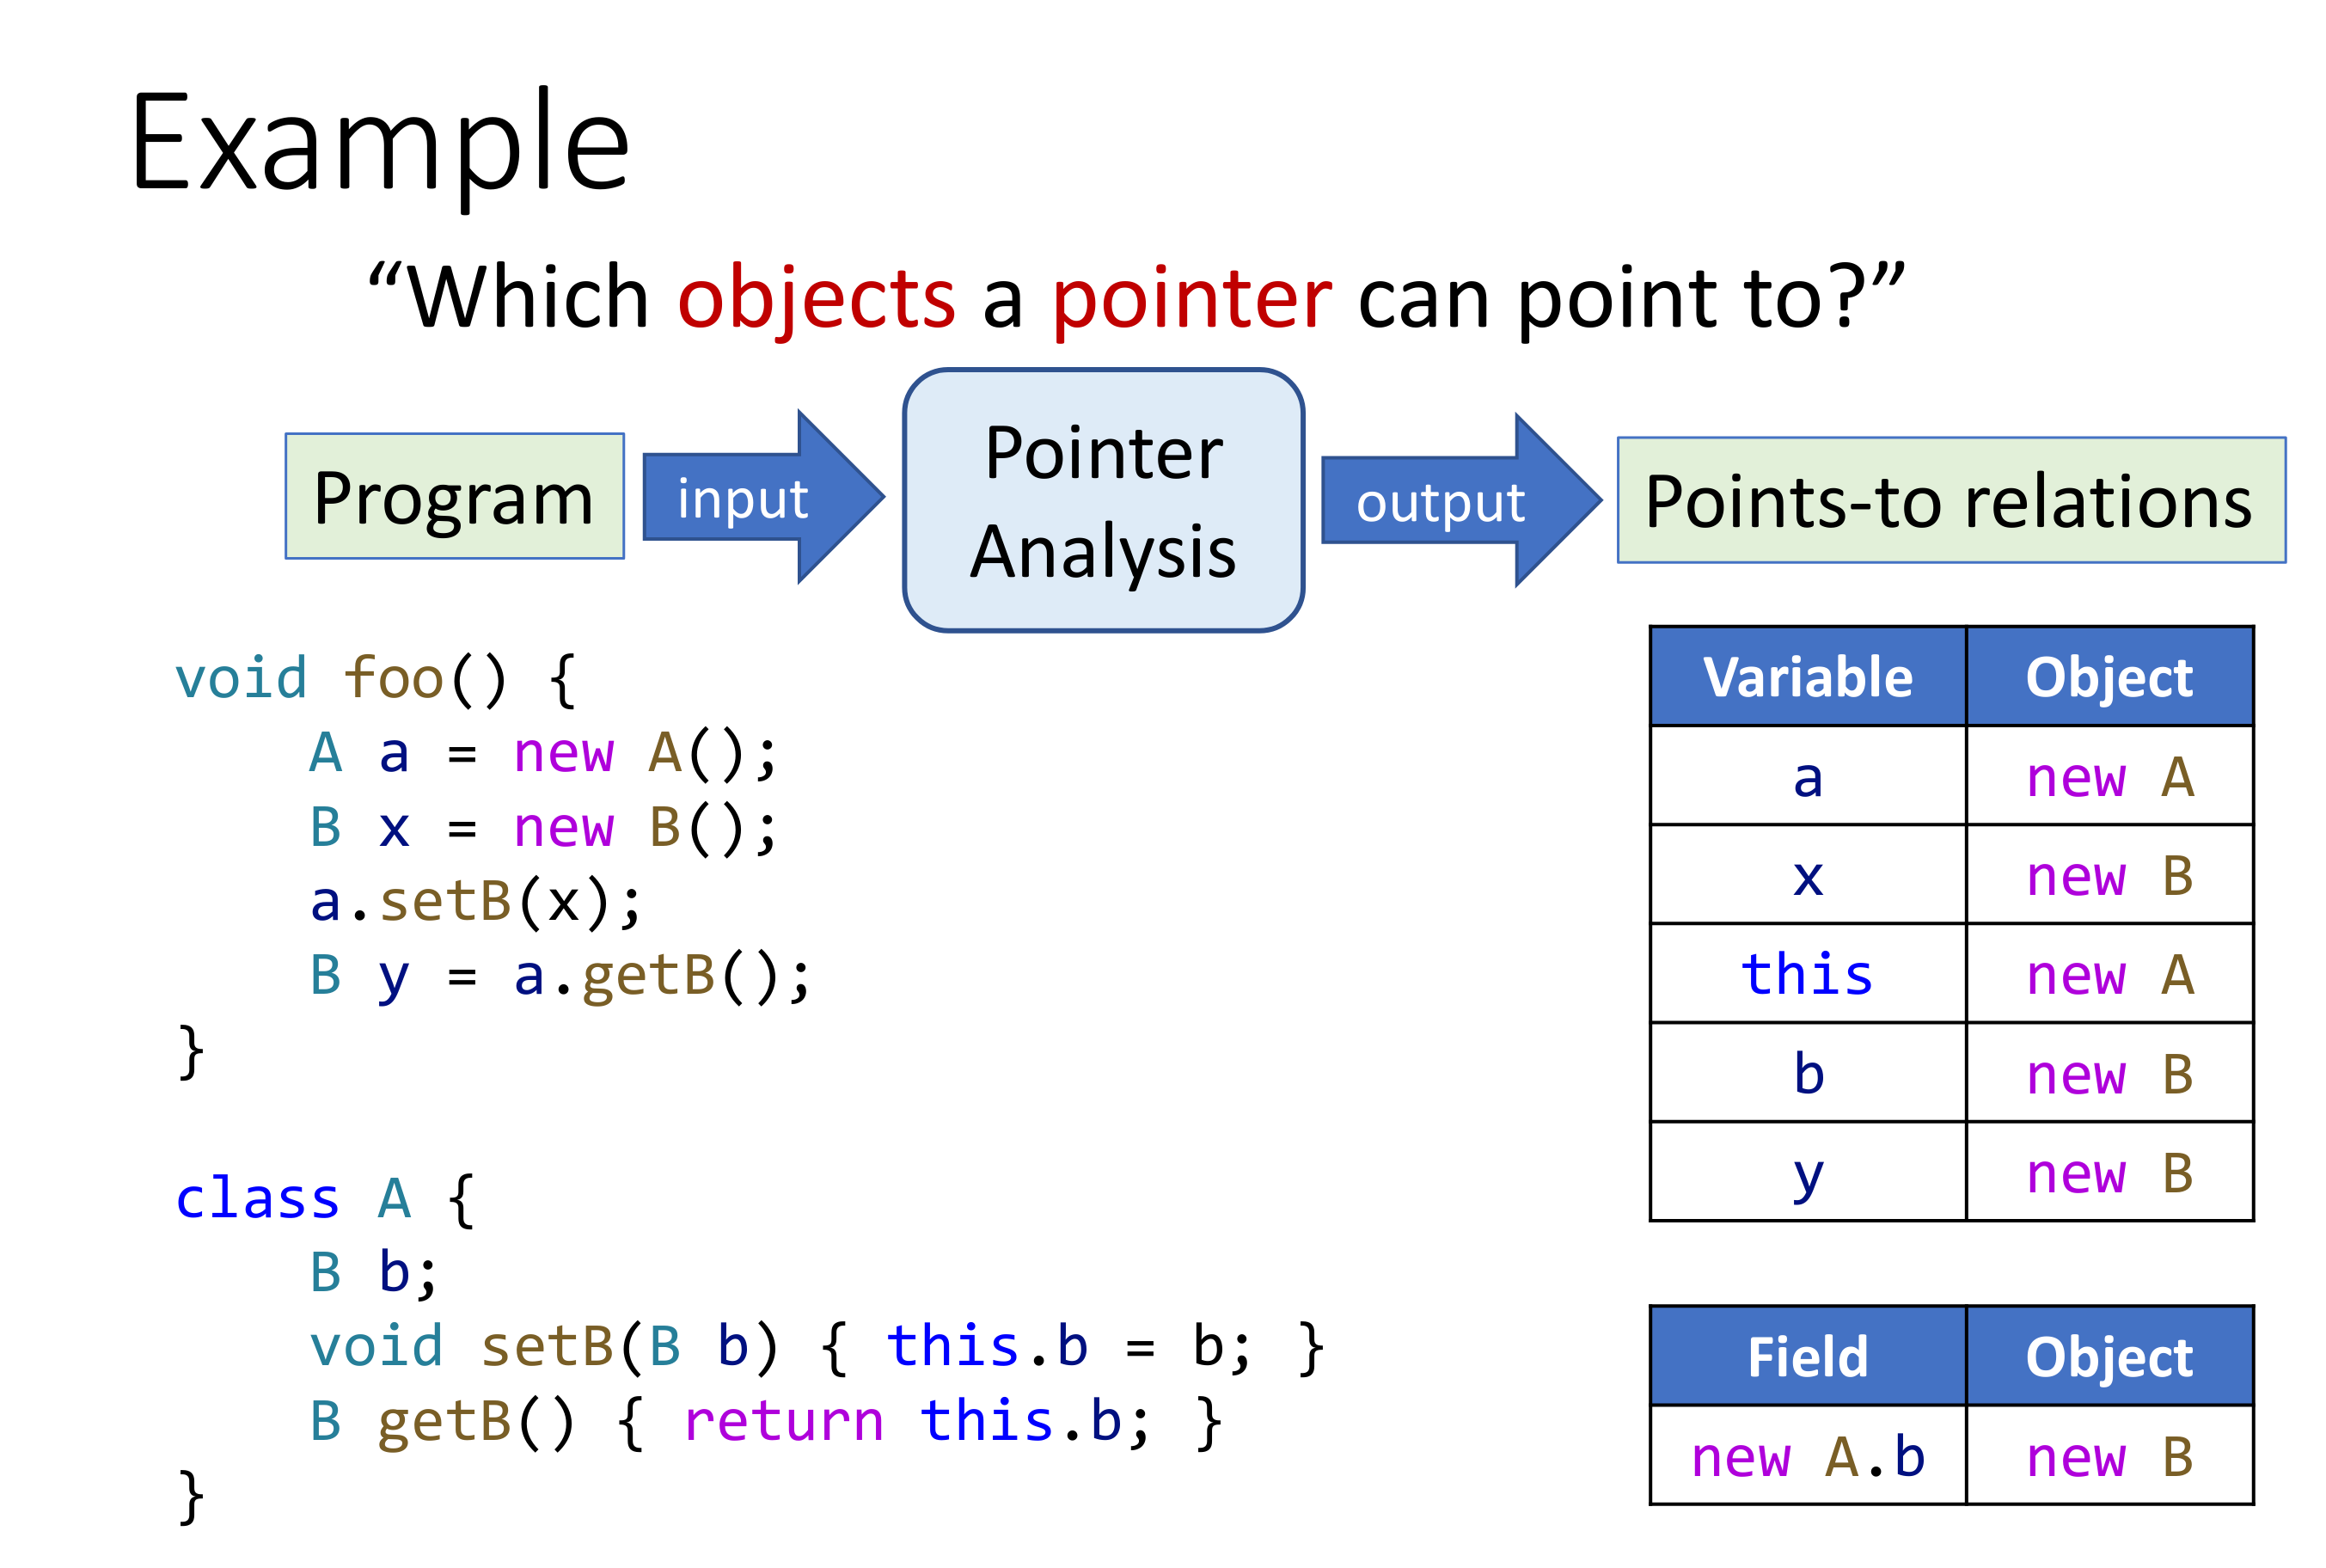 Example
“Which objects a pointer can point to?”
Program
input
Pointer
Analysis
output
Points-to relations
void foo() {
    A a = new A();
    B x = new B();
    a.setB(x);
    B y = a.getB();
}
class A {
    B b;
    void setB(B b) { this.b = b; }
    B getB() { return this.b; }
}
Variable Object
a new A
x new B
this new A
b new B
y new B
Field Object
new A.b new B